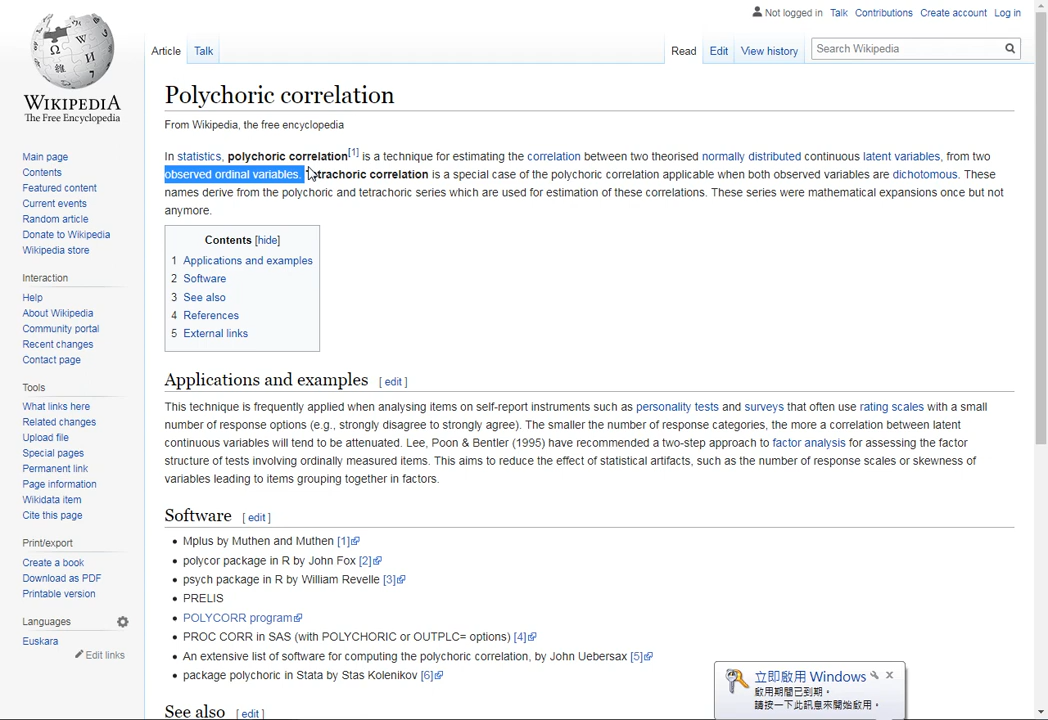 Not logged in Talk Contributions Create account Log in
Article Talk Read Edit View history Search Wikipedia
WIKIPEDIA
The Free Encyclopedia
Main page
Contents
Featured content
Current events
Random article
Donate to Wikipedia
Wikipedia store
Interaction
Help
About Wikipedia
Community portal
Recent changes
Contact page
Tools
What links here
Related changes
Upload file
Special pages
Permanent link
Page information
Wikidata item
Cite this page
Print/export
Create a book
Download as PDF
Printable version
Languages
Euskara
Edit links
Polychoric correlation
From Wikipedia, the free encyclopedia
In statistics, polychoric correlation[1] is a technique for estimating the correlation between two theorised normally distributed continuous latent variables, from two
observed ordinal variables. Tetrachoric correlation is a special case of the polychoric correlation applicable when both observed variables are dichotomous. These
names derive from the polychoric and tetrachoric series which are used for estimation of these correlations. These series were mathematical expansions once but not
anymore.
Contents [hide]
1 Applications and examples
2 Software
3 See also
4 References
5 External links
Applications and examples [ edit ]
This technique is frequently applied when analysing items on self-report instruments such as personality tests and surveys that often use rating scales with a small
number of response options (e.g., strongly disagree to strongly agree). The smaller the number of response categories, the more a correlation between latent
continuous variables will tend to be attenuated. Lee, Poon & Bentler (1995) have recommended a two-step approach to factor analysis for assessing the factor
structure of tests involving ordinally measured items. This aims to reduce the effect of statistical artifacts, such as the number of response scales or skewness of
variables leading to items grouping together in factors.
Software [ edit ]
• Mplus by Muthen and Muthen [1]
• polycor package in R by John Fox [2]
• psych package in R by William Revelle [3]
• PRELIS
• POLYCORR program
• PROC CORR in SAS (with POLYCHORIC or OUTPLC= options) [4]
• An extensive list of software for computing the polychoric correlation, by John Uebersax [5]
• package polychoric in Stata by Stas Kolenikov [6]
See also [ edit ]
立即啟用 Windows
啟用期間已到期。
請按一下此訊息來開始啟用。